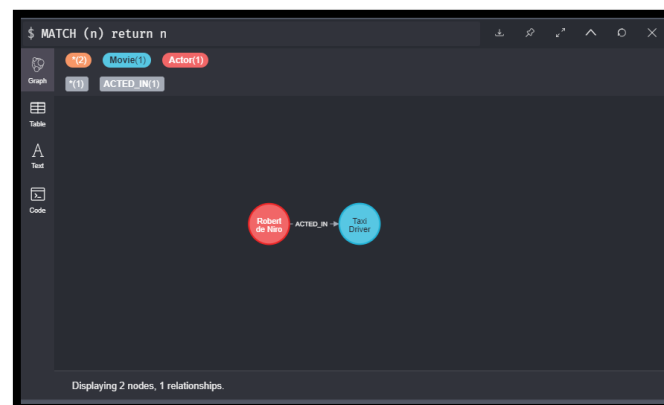 $ MATCH (n) return n
*(2) Movie(1) Actor(1)
*(1) ACTED_IN(1)
Graph
Table
A
Text
Code
Robert
de Niro
ACTED_IN
Taxi
Driver
Displaying 2 nodes, 1 relationships.